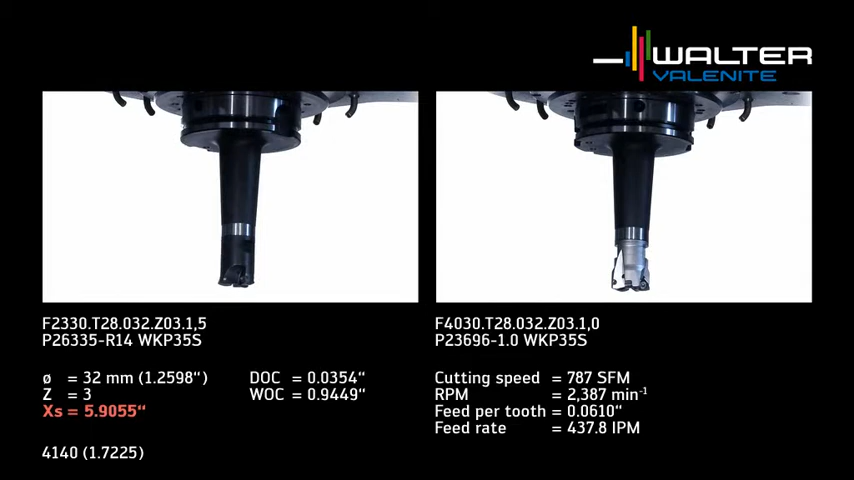 WALTER
VALENITE
F2330.T28.032.Z03.1,5
P26335-R14 WKP35S
ø = 32 mm (1.2598“)
Z = 3
Xs = 5.9055“
DOC = 0.0354“
WOC = 0.9449“
4140 (1.7225)
F4030.T28.032.Z03.1,0
P23696-1.0 WKP35S
Cutting speed = 787 SFM
RPM = 2,387 min⁻¹
Feed per tooth = 0.0610“
Feed rate = 437.8 IPM